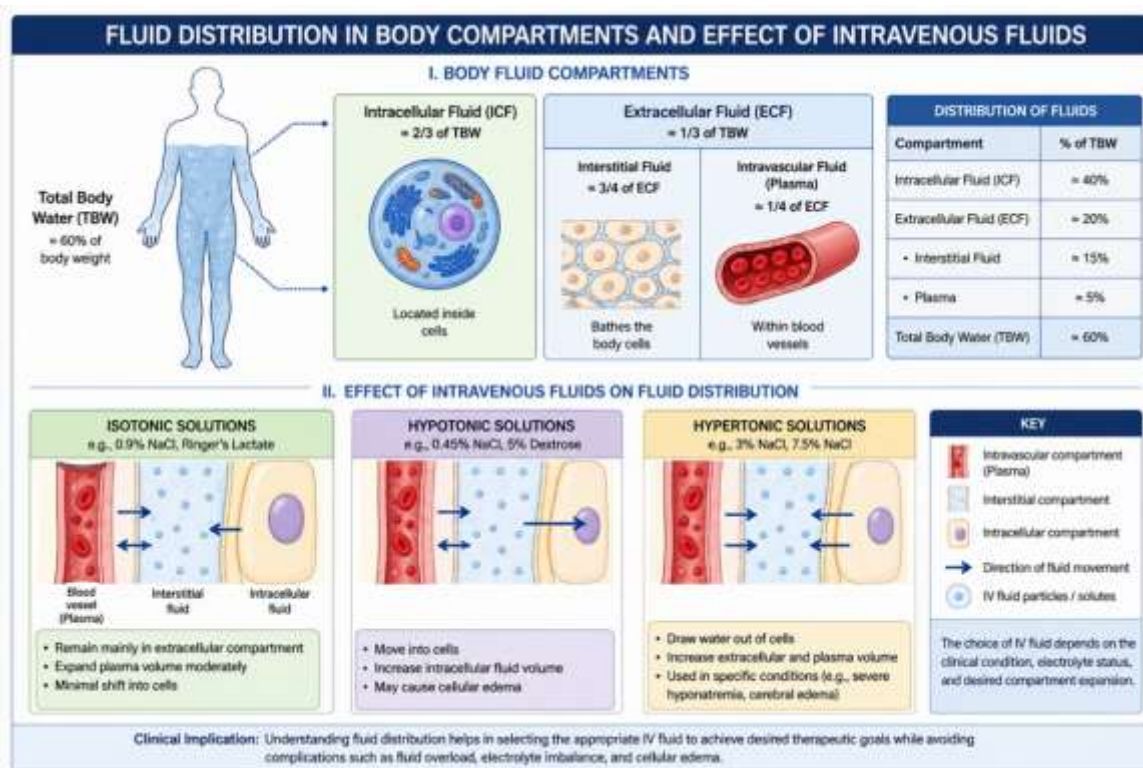 FLUID DISTRIBUTION IN BODY COMPARTMENTS AND EFFECT OF INTRAVENOUS FLUIDS
I. BODY FLUID COMPARTMENTS
Total Body
Water (TBW)
≈ 60% of
body weight
Intracellular Fluid (ICF)
≈ 2/3 of TBW
Located inside
cells
Extracellular Fluid (ECF)
≈ 1/3 of TBW
Interstitial Fluid
≈ 3/4 of ECF
Bathes the
body cells
Intravascular Fluid
(Plasma)
≈ 1/4 of ECF
Within blood
vessels
DISTRIBUTION OF FLUIDS
Compartment % of TBW
Intracellular Fluid (ICF) ≈ 40%
Extracellular Fluid (ECF) ≈ 20%
• Interstitial Fluid ≈ 15%
• Plasma ≈ 5%
Total Body Water (TBW) ≈ 60%
II. EFFECT OF INTRAVENOUS FLUIDS ON FLUID DISTRIBUTION
ISOTONIC SOLUTIONS
e.g., 0.9% NaCl, Ringer's Lactate
Blood
vessel
(Plasma)
Interstitial
fluid
Intracellular
fluid
• Remain mainly in extracellular compartment
• Expand plasma volume moderately
• Minimal shift into cells
HYPOTONIC SOLUTIONS
e.g., 0.45% NaCl, 5% Dextrose
• Move into cells
• Increase intracellular fluid volume
• May cause cellular edema
HYPERTONIC SOLUTIONS
e.g., 3% NaCl, 7.5% NaCl
• Draw water out of cells
• Increase extracellular and plasma volume
• Used in specific conditions (e.g., severe
hyponatremia, cerebral edema)
KEY
Intravascular compartment
(Plasma)
Interstitial compartment
Intracellular compartment
Direction of fluid movement
IV fluid particles / solutes
The choice of IV fluid depends on the
clinical condition, electrolyte status,
and desired compartment expansion.
Clinical Implication: Understanding fluid distribution helps in selecting the appropriate IV fluid to achieve desired therapeutic goals while avoiding
complications such as fluid overload, electrolyte imbalance, and cellular edema.